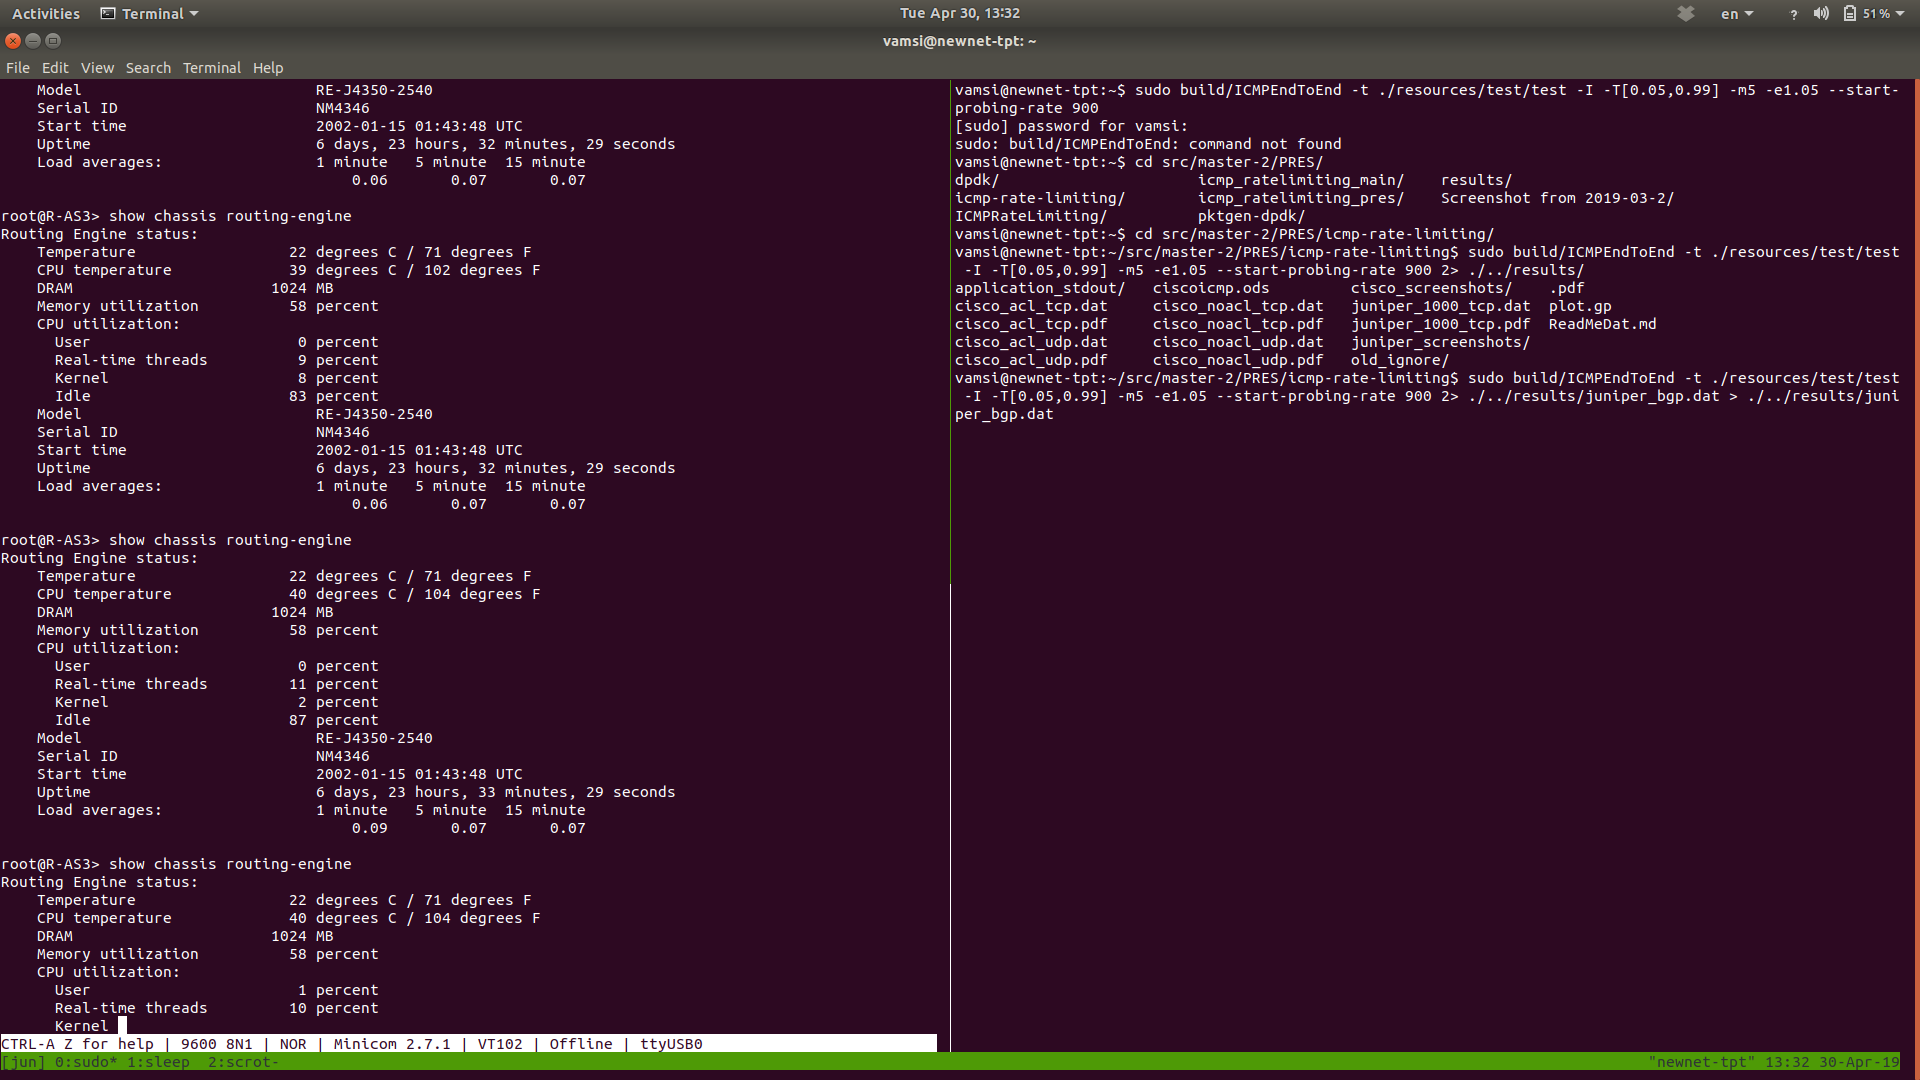 Activities Terminal Tue Apr 30, 13:32 en ? 51%
vamsi@newnet-tpt: ~
File Edit View Search Terminal Help
Model RE-J4350-2540
Serial ID NM4346
Start time 2002-01-15 01:43:48 UTC
Uptime 6 days, 23 hours, 32 minutes, 29 seconds
Load averages: 1 minute 5 minute 15 minute
0.06 0.07 0.07
root@R-AS3> show chassis routing-engine
Routing Engine status:
Temperature 22 degrees C / 71 degrees F
CPU temperature 39 degrees C / 102 degrees F
DRAM 1024 MB
Memory utilization 58 percent
CPU utilization:
User 0 percent
Real-time threads 9 percent
Kernel 8 percent
Idle 83 percent
Model RE-J4350-2540
Serial ID NM4346
Start time 2002-01-15 01:43:48 UTC
Uptime 6 days, 23 hours, 32 minutes, 29 seconds
Load averages: 1 minute 5 minute 15 minute
0.06 0.07 0.07
root@R-AS3> show chassis routing-engine
Routing Engine status:
Temperature 22 degrees C / 71 degrees F
CPU temperature 40 degrees C / 104 degrees F
DRAM 1024 MB
Memory utilization 58 percent
CPU utilization:
User 0 percent
Real-time threads 11 percent
Kernel 2 percent
Idle 87 percent
Model RE-J4350-2540
Serial ID NM4346
Start time 2002-01-15 01:43:48 UTC
Uptime 6 days, 23 hours, 33 minutes, 29 seconds
Load averages: 1 minute 5 minute 15 minute
0.09 0.07 0.07
root@R-AS3> show chassis routing-engine
Routing Engine status:
Temperature 22 degrees C / 71 degrees F
CPU temperature 40 degrees C / 104 degrees F
DRAM 1024 MB
Memory utilization 58 percent
CPU utilization:
User 1 percent
Real-time threads 10 percent
Kernel
CTRL-A Z for help | 9600 8N1 | NOR | Minicom 2.7.1 | VT102 | Offline | ttyUSB0
vamsi@newnet-tpt:~$ sudo build/ICMPEndToEnd -t ./resources/test/test -I -T[0.05,0.99] -m5 -e1.05 --start-
probing-rate 900
[sudo] password for vamsi:
sudo: build/ICMPEndToEnd: command not found
vamsi@newnet-tpt:~$ cd src/master-2/PRES/
dpdk/ icmp_ratelimiting_main/ results/
icmp-rate-limiting/ icmp_ratelimiting_pres/ Screenshot from 2019-03-2/
ICMPRateLimiting/ pktgen-dpdk/
vamsi@newnet-tpt:~$ cd src/master-2/PRES/icmp-rate-limiting/
vamsi@newnet-tpt:~/src/master-2/PRES/icmp-rate-limiting$ sudo build/ICMPEndToEnd -t ./resources/test/test
-I -T[0.05,0.99] -m5 -e1.05 --start-probing-rate 900 2> ./../results/
application_stdout/ ciscoicmp.ods cisco_screenshots/ .pdf
cisco_acl_tcp.dat cisco_noacl_tcp.dat juniper_1000_tcp.dat plot.gp
cisco_acl_tcp.pdf cisco_noacl_tcp.pdf juniper_1000_tcp.pdf ReadMeDat.md
cisco_acl_udp.dat cisco_noacl_udp.dat juniper_screenshots/
cisco_acl_udp.pdf cisco_noacl_udp.pdf old_ignore/
vamsi@newnet-tpt:~/src/master-2/PRES/icmp-rate-limiting$ sudo build/ICMPEndToEnd -t ./resources/test/test
-I -T[0.05,0.99] -m5 -e1.05 --start-probing-rate 900 2> ./../results/juniper_bgp.dat > ./../results/juni
per_bgp.dat
[jun] 0:sudo* 1:sleep 2:scrot- "newnet-tpt" 13:32 30-Apr-19